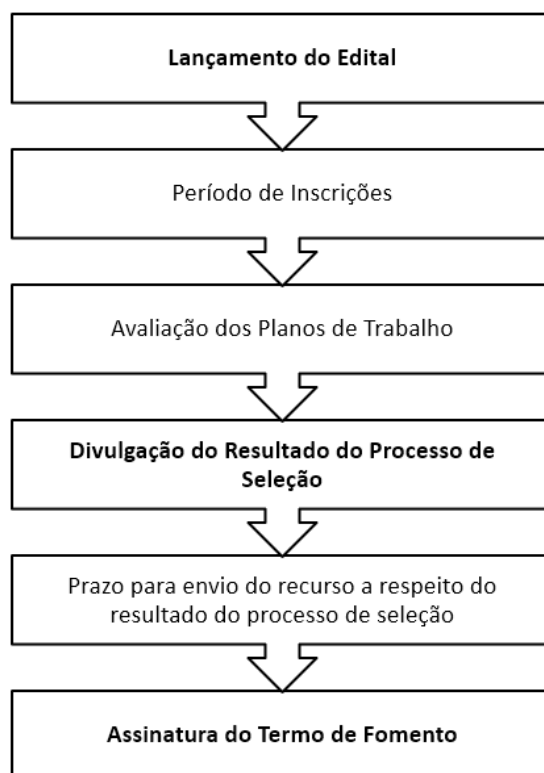 Lançamento do Edital
Período de Inscrições
Avaliação dos Planos de Trabalho
Divulgação do Resultado do Processo de
Seleção
Prazo para envio do recurso a respeito do
resultado do processo de seleção
Assinatura do Termo de Fomento